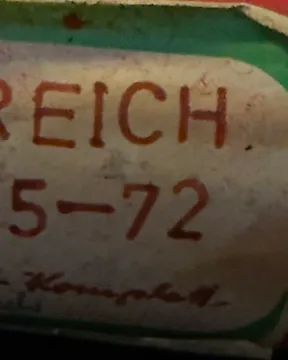 REICH
5-72
- Komplett